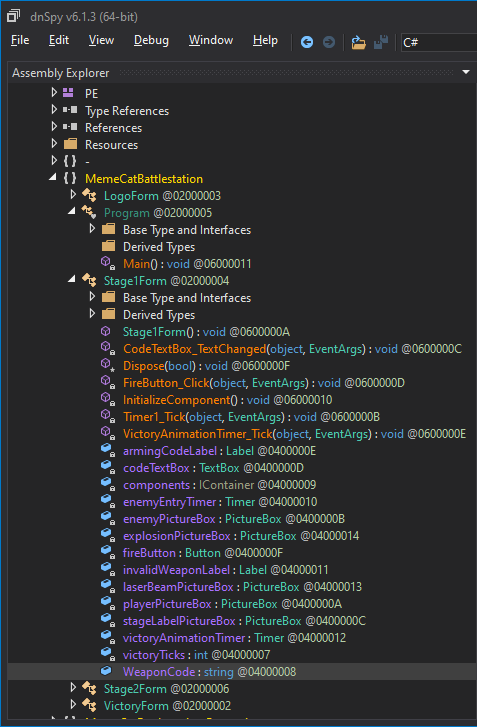 dnSpy v6.1.3 (64-bit)
File Edit View Debug Window Help C#
Assembly Explorer
PE
Type References
References
Resources
{ } -
{ } MemeCatBattlestation
LogoForm @02000003
Program @02000005
Base Type and Interfaces
Derived Types
Main() : void @06000011
Stage1Form @02000004
Base Type and Interfaces
Derived Types
Stage1Form() : void @0600000A
CodeTextBox_TextChanged(object, EventArgs) : void @0600000C
Dispose(bool) : void @0600000F
FireButton_Click(object, EventArgs) : void @0600000D
InitializeComponent() : void @06000010
Timer1_Tick(object, EventArgs) : void @0600000B
VictoryAnimationTimer_Tick(object, EventArgs) : void @0600000E
armingCodeLabel : Label @0400000E
codeTextBox : TextBox @0400000D
components : IContainer @04000009
enemyEntryTimer : Timer @04000010
enemyPictureBox : PictureBox @0400000B
explosionPictureBox : PictureBox @04000014
fireButton : Button @0400000F
invalidWeaponLabel : Label @04000011
laserBeamPictureBox : PictureBox @04000013
playerPictureBox : PictureBox @0400000A
stageLabelPictureBox : PictureBox @0400000C
victoryAnimationTimer : Timer @04000012
victoryTicks : int @04000007
WeaponCode : string @04000008
Stage2Form @02000006
VictoryForm @02000002